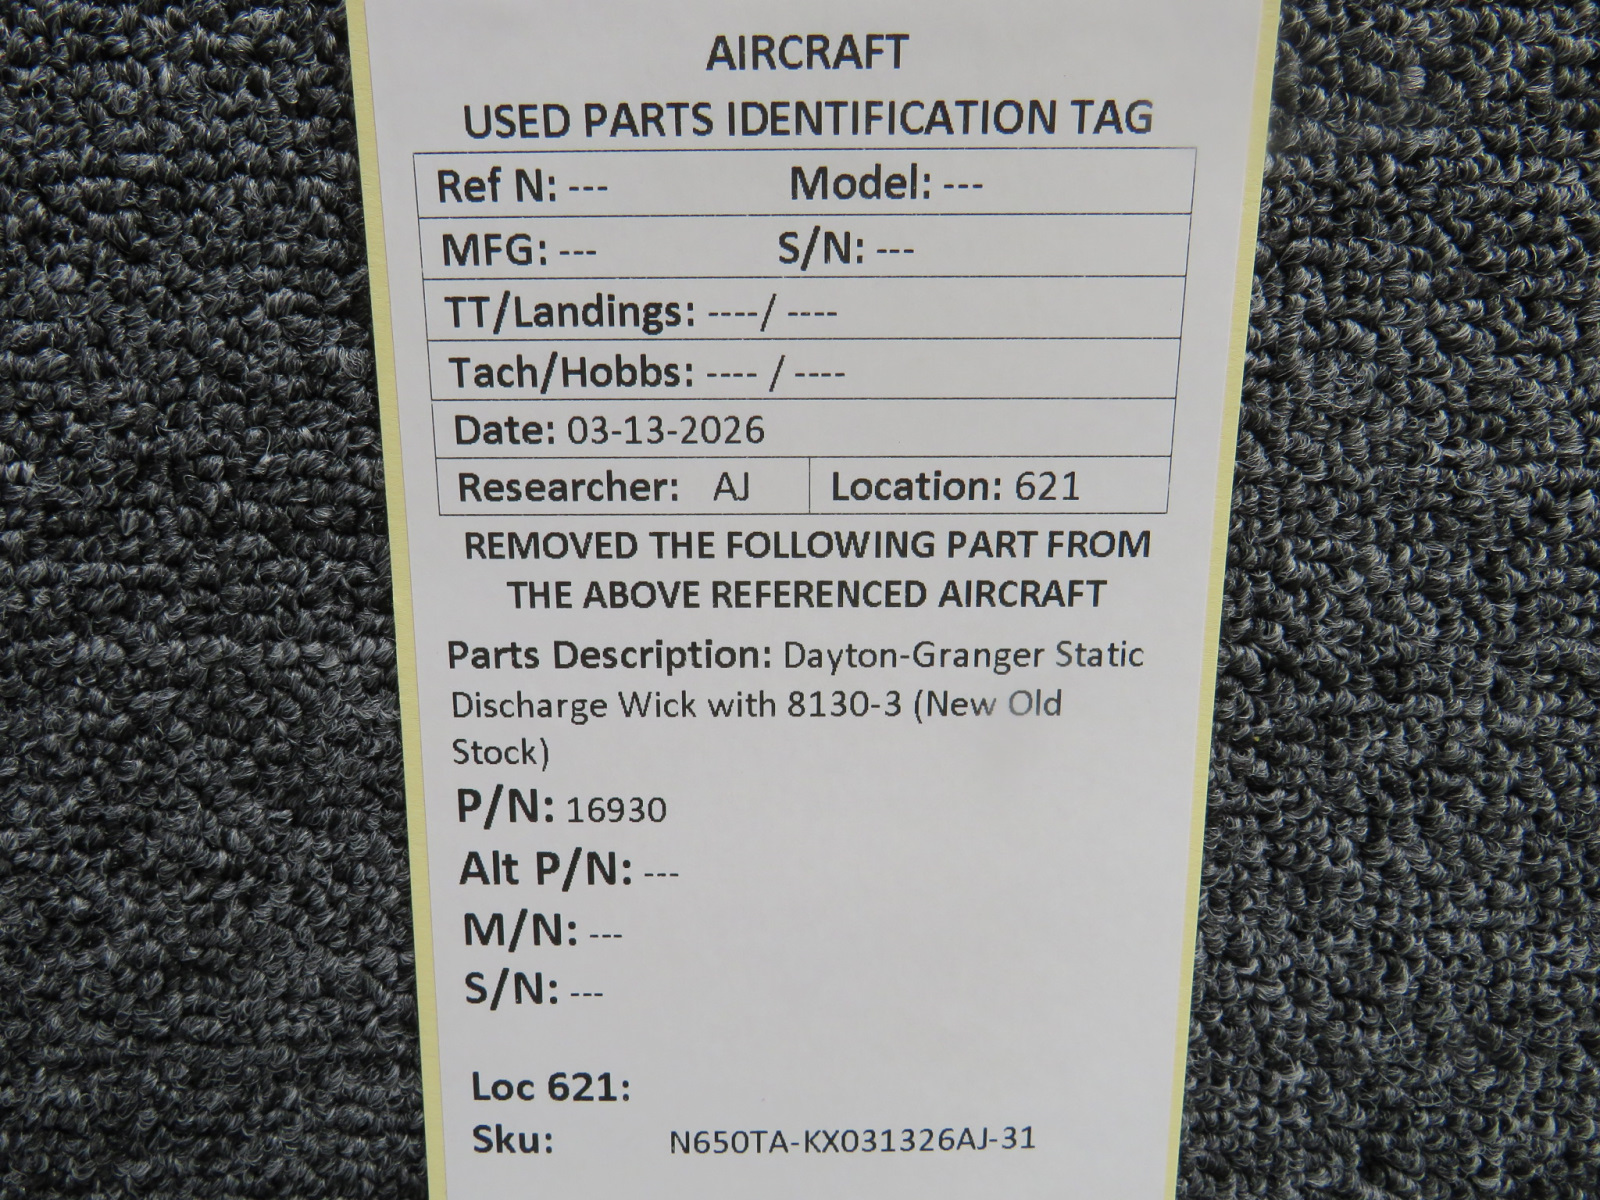 AIRCRAFT
USED PARTS IDENTIFICATION TAG
Ref N: --- Model: ---
MFG: --- S/N: ---
TT/Landings: ----/ ----
Tach/Hobbs: ---- / ----
Date: 03-13-2026
Researcher: AJ Location: 621
REMOVED THE FOLLOWING PART FROM
THE ABOVE REFERENCED AIRCRAFT
Parts Description: Dayton-Granger Static
Discharge Wick with 8130-3 (New Old
Stock)
P/N: 16930
Alt P/N: ---
M/N: ---
S/N: ---
Loc 621:
Sku: N650TA-KX031326AJ-31